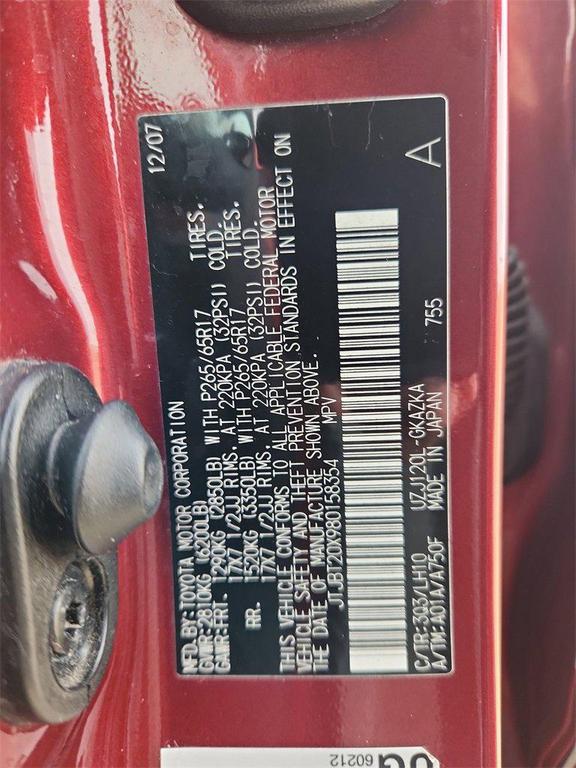 MFD.BY:TOYOTA MOTOR CORPORATION 12/07
GVWR:2810KG (6200LB)
GAWR:FRT- 1290KG (2850LB) WITH P265/65R17 TIRES.
17X7 1/2JJ RIMS, AT 220KPA (32PSI) COLD.
RR. 1520KG (3350LB) WITH P265/65R17 TIRES.
17X7 1/2JJ RIMS, AT 220KPA (32PSI) COLD.
THIS VEHICLE CONFORMS TO ALL APPLICABLE FEDERAL MOTOR
VEHICLE SAFETY AND THEFT PREVENTION STANDARDS IN EFFECT ON
THE DATE OF MANUFACTURE SHOWN ABOVE.
JTJBT20X980158354 MPV
C/TR:3Q3/LH10 UZJ120L-GKAZKA
A/TM:A01A/A750F MADE IN JAPAN 755
A
0G
60212